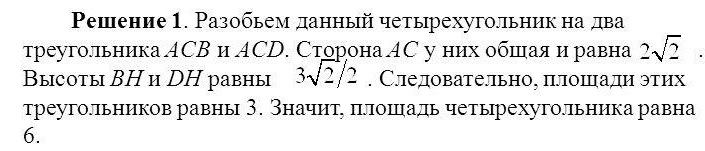 Решение 1. Разобьем данный четырехугольник на два
треугольника ACB и ACD. Сторона AC у них общая и равна 2√2 .
Высоты BH и DH равны 3√2/2 . Следовательно, площади этих
треугольников равны 3. Значит, площадь четырехугольника равна
6.